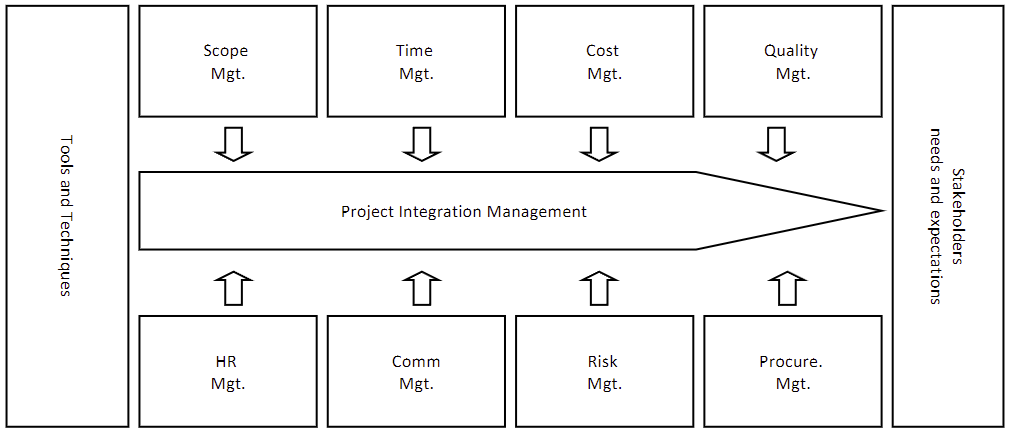 Tools and Techniques
Scope
Mgt.
Time
Mgt.
Cost
Mgt.
Quality
Mgt.
Project Integration Management
HR
Mgt.
Comm
Mgt.
Risk
Mgt.
Procure.
Mgt.
Stakeholders
needs and expectations